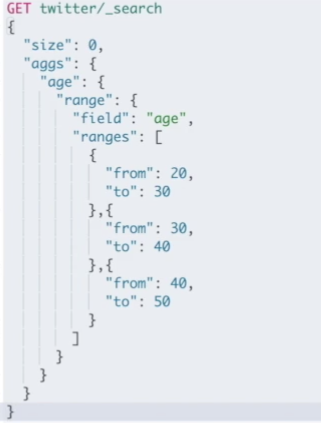 GET twitter/_search
{
  "size": 0,
  "aggs": {
    "age": {
      "range": {
        "field": "age",
        "ranges": [
          {
            "from": 20,
            "to": 30
          },{
            "from": 30,
            "to": 40
          },{
            "from": 40,
            "to": 50
          }
        ]
      }
    }
  }
}